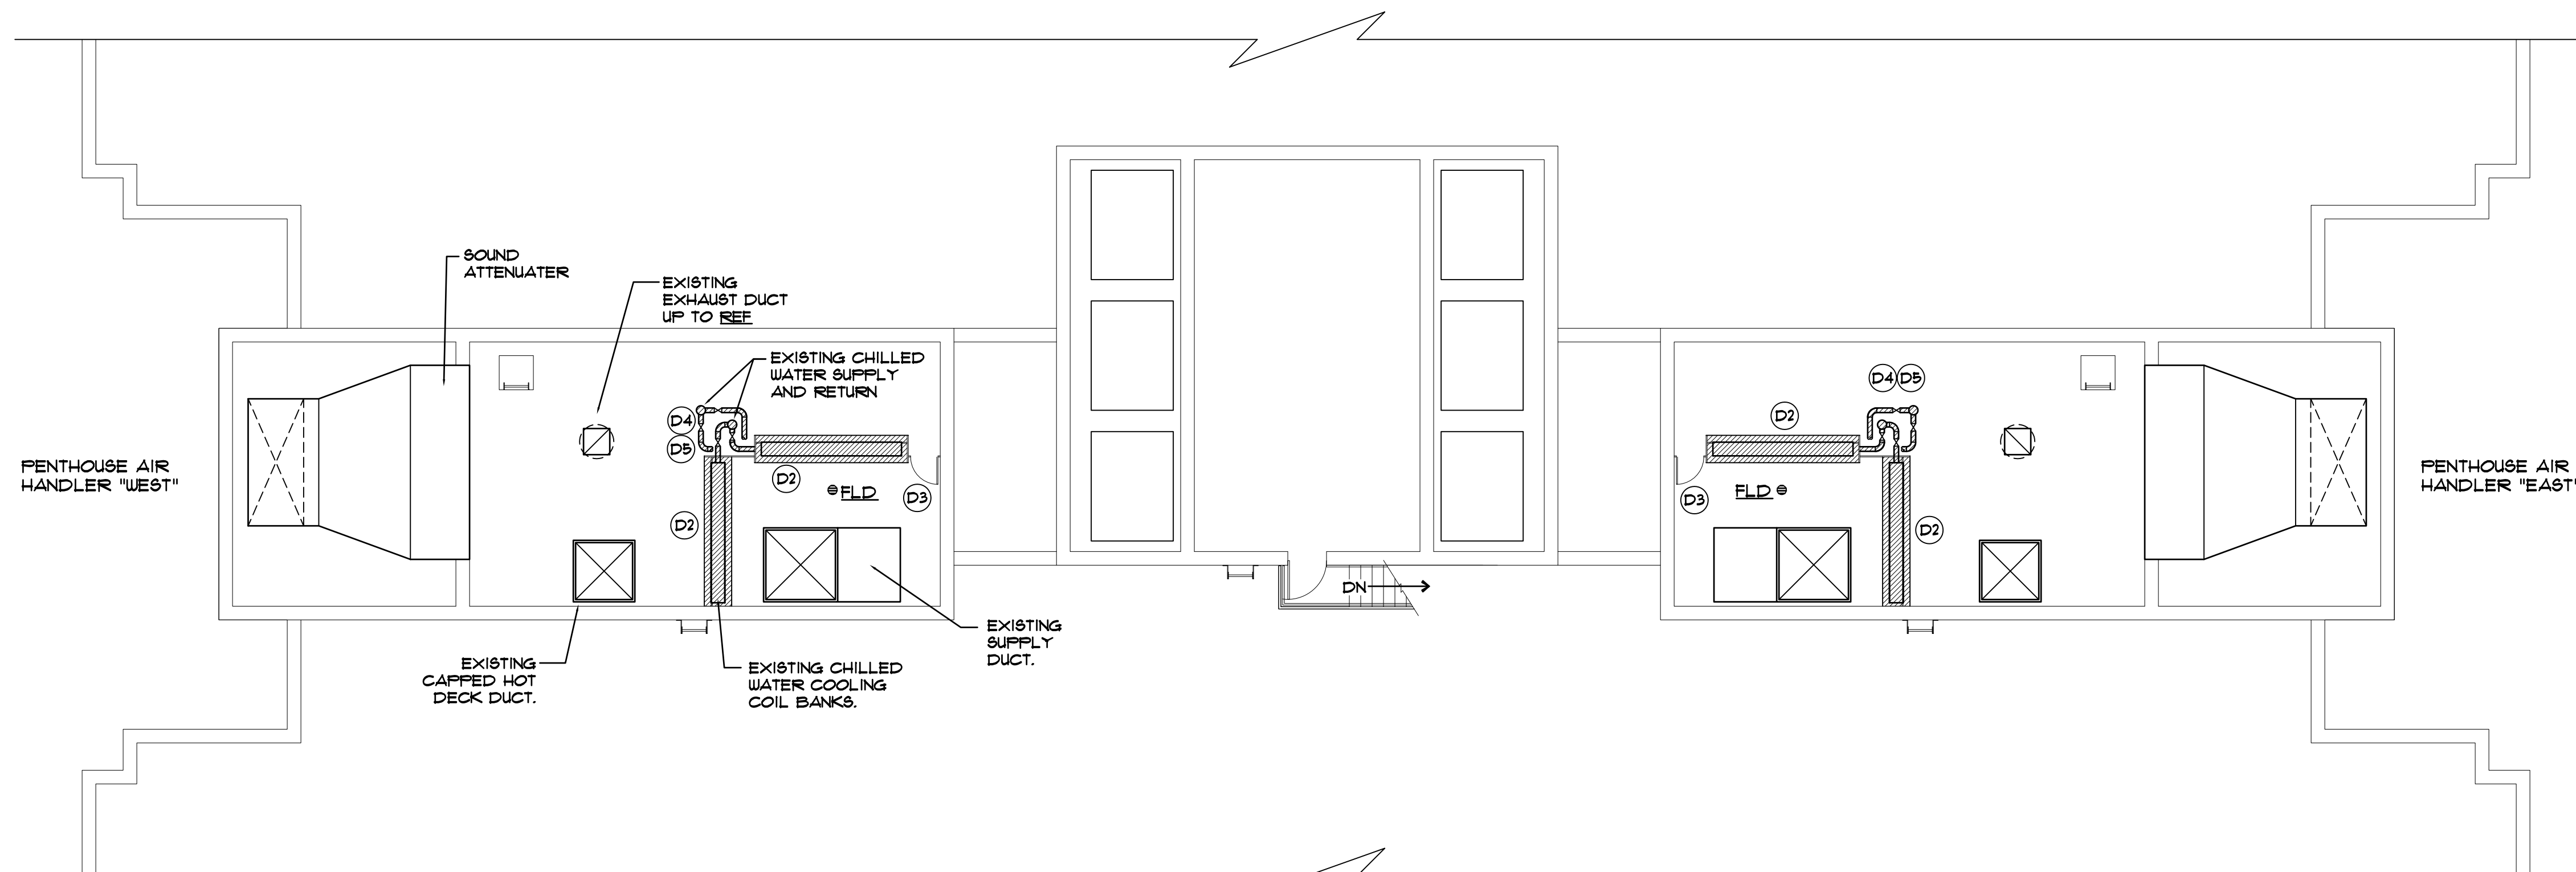 SOUND
ATTENUATER
EXISTING
EXHAUST DUCT
UP TO REF
EXISTING CHILLED
WATER SUPPLY
AND RETURN
D4
D5
D2
D3
FLD
D2
PENTHOUSE AIR
HANDLER "WEST"
EXISTING
CAPPED HOT
DECK DUCT.
EXISTING CHILLED
WATER COOLING
COIL BANKS.
EXISTING
SUPPLY
DUCT.
DN
D4 D5
D2
D3
FLD
D2
PENTHOUSE AIR
HANDLER "EAST"